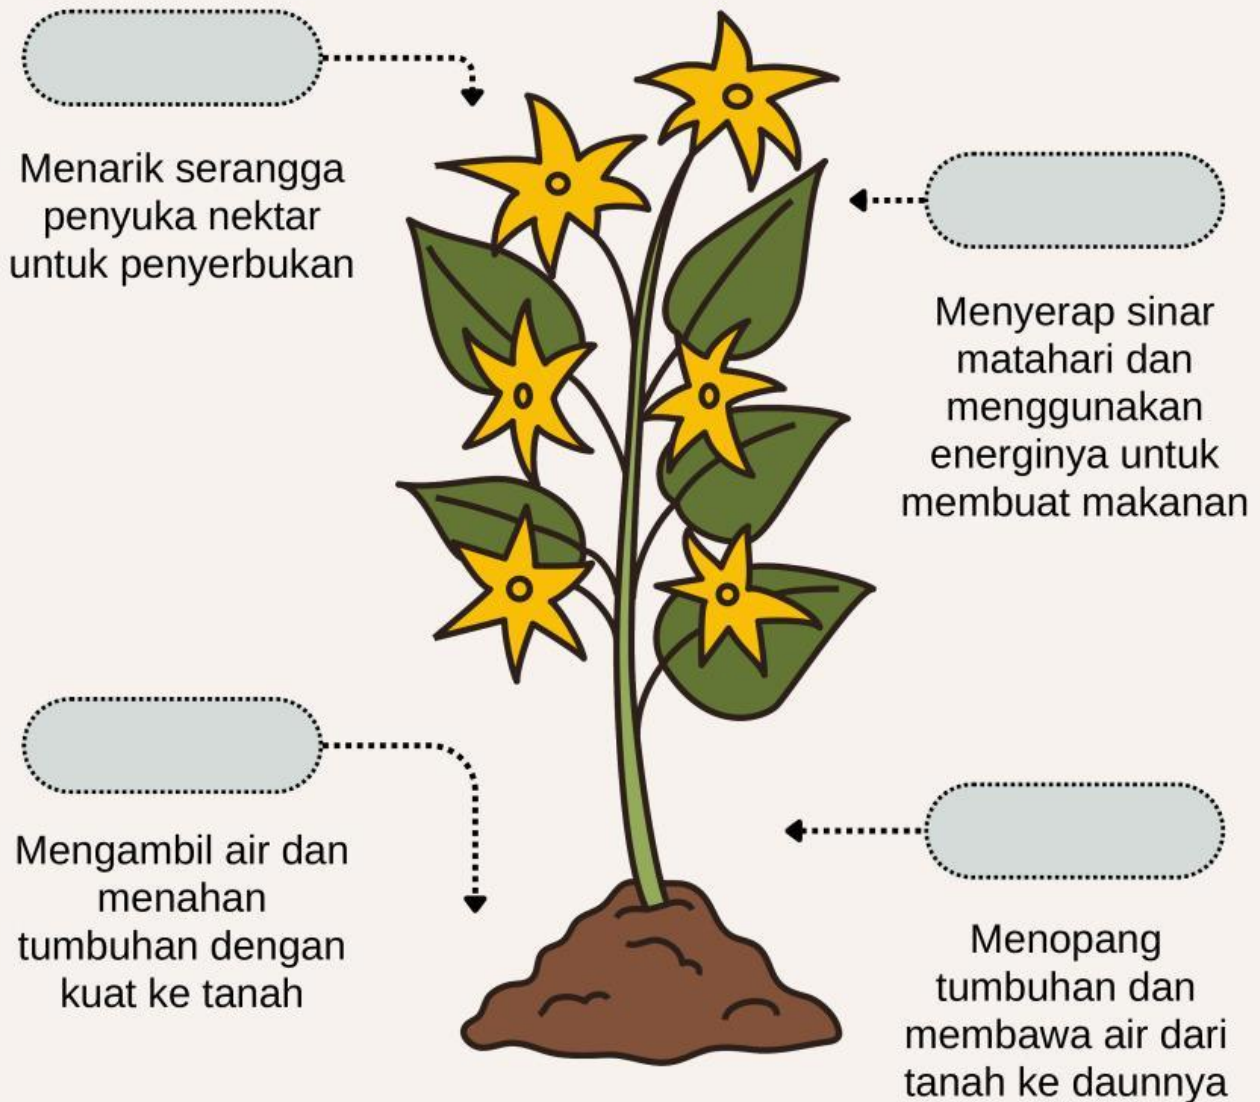 Menarik serangga
penyuka nektar
untuk penyerbukan
Menyerap sinar
matahari dan
menggunakan
energinya untuk
membuat makanan
Mengambil air dan
menahan
tumbuhan dengan
kuat ke tanah
Menopang
tumbuhan dan
membawa air dari
tanah ke daunnya